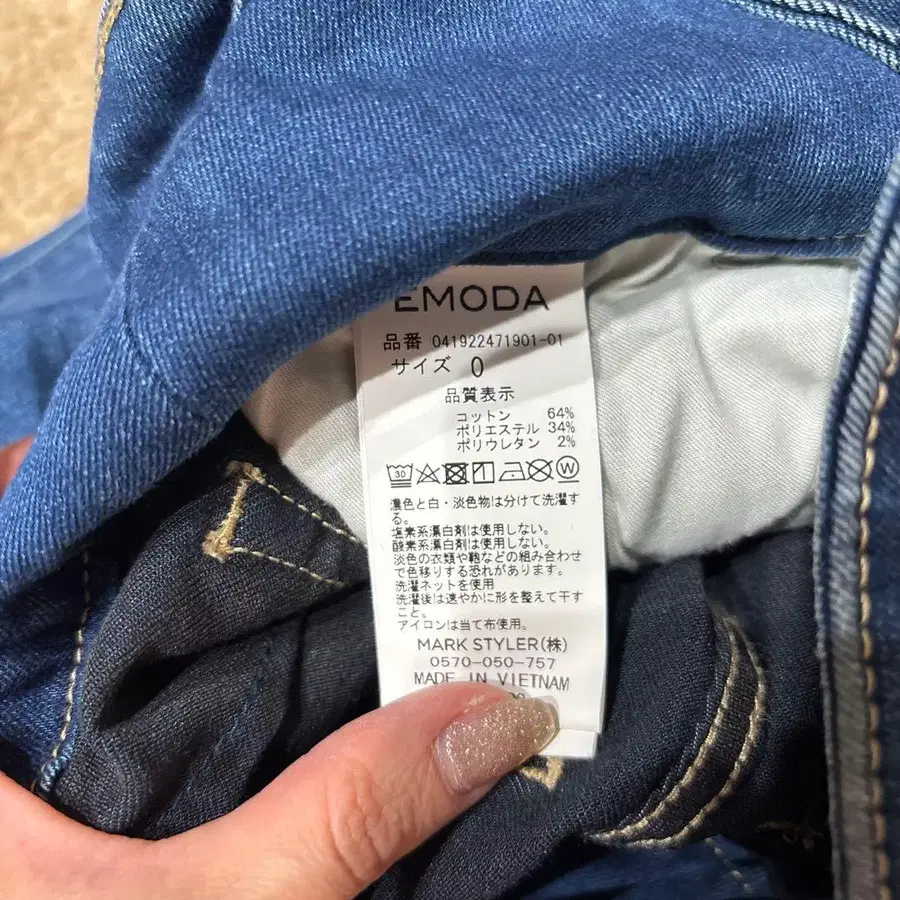 EMODA
品番 041922471901-01
サイズ 0
品質表示
コットン 64%
ポリエステル 34%
ポリウレタン 2%
30 W
濃色と白・淡色物は分けて洗濯す
る。
塩素系漂白剤は使用しない。
酸素系漂白剤は使用しない。
淡色の衣類や鞄などの組み合わせ
で色移りする恐れがあります。
洗濯ネットを使用
洗濯後は速やかに形を整えて干す
こと。
アイロンは当て布使用。
MARK STYLER(株)
0570-050-757
MADE IN VIETNAM